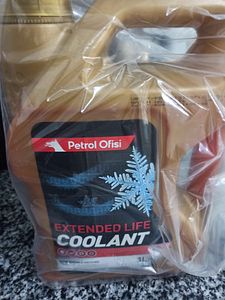 Petrol Ofisi
EXTENDED LIFE
COOLANT